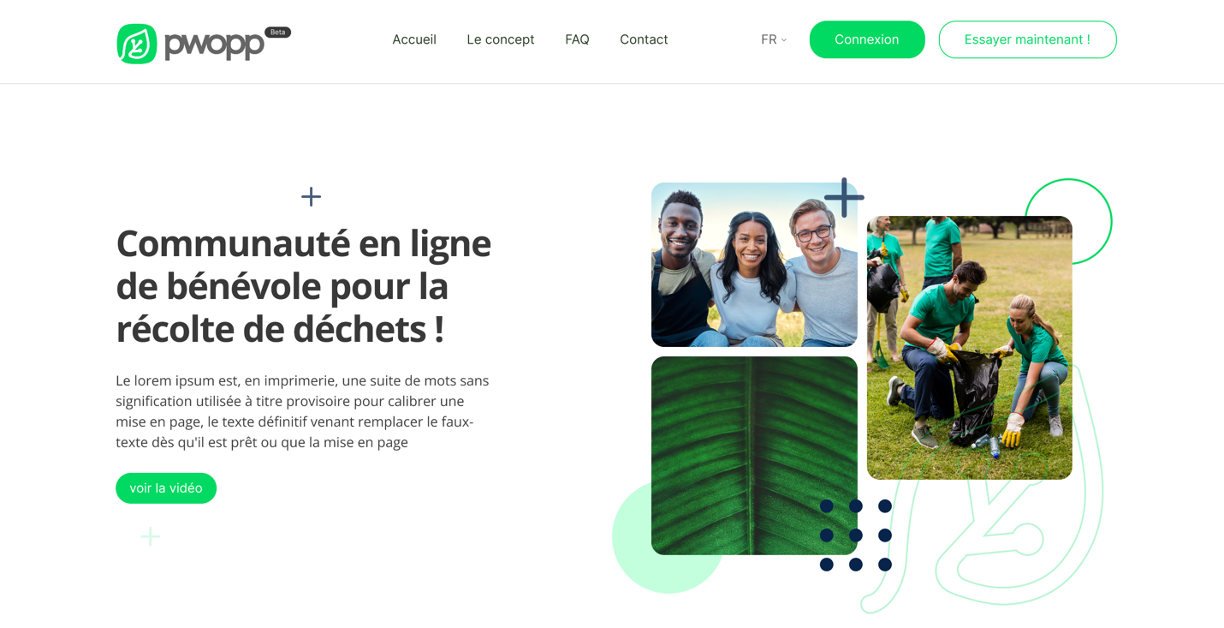 pwopp
Beta
Accueil
Le concept
FAQ
Contact
FR
Connexion
Essayer maintenant !
Communauté en ligne
de bénévole pour la
récolte de déchets !
Le lorem ipsum est, en imprimerie, une suite de mots sans
signification utilisée à titre provisoire pour calibrer une
mise en page, le texte définitif venant remplacer le faux-
texte dès qu'il est prêt ou que la mise en page
voir la vidéo